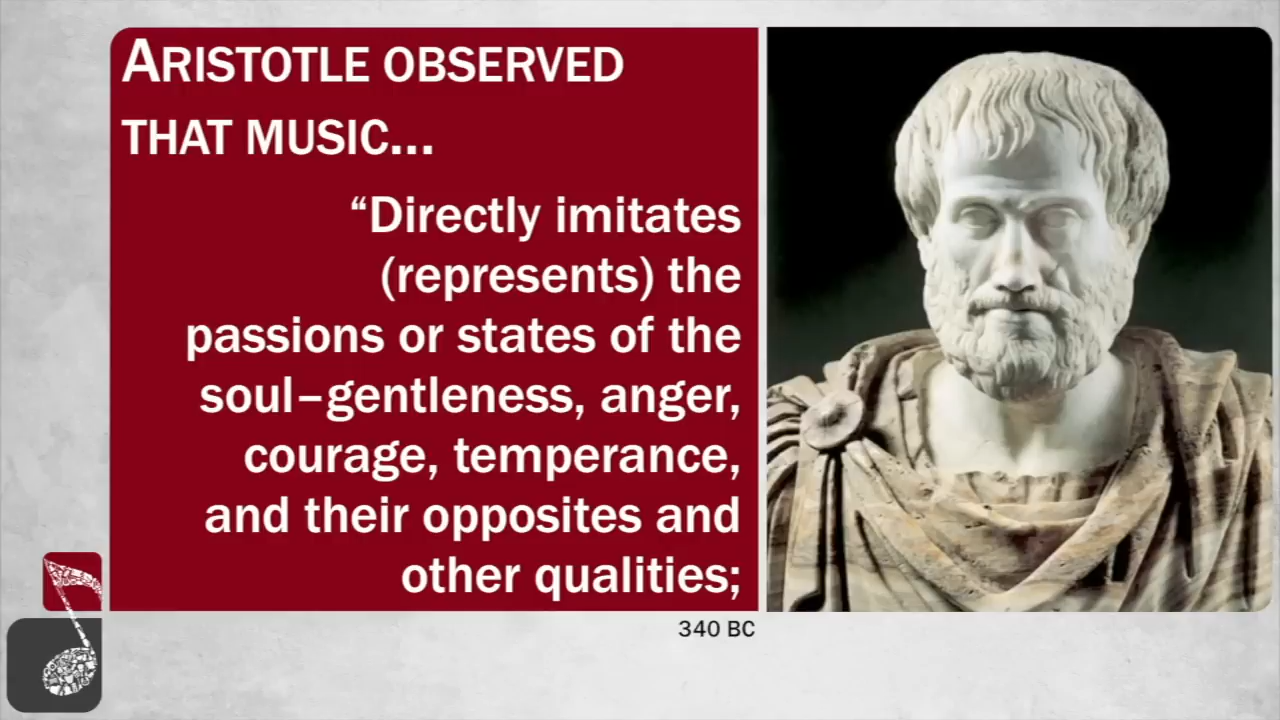 ARISTOTLE OBSERVED
THAT MUSIC...
“Directly imitates
(represents) the
passions or states of the
soul–gentleness, anger,
courage, temperance,
and their opposites and
other qualities;
340 BC